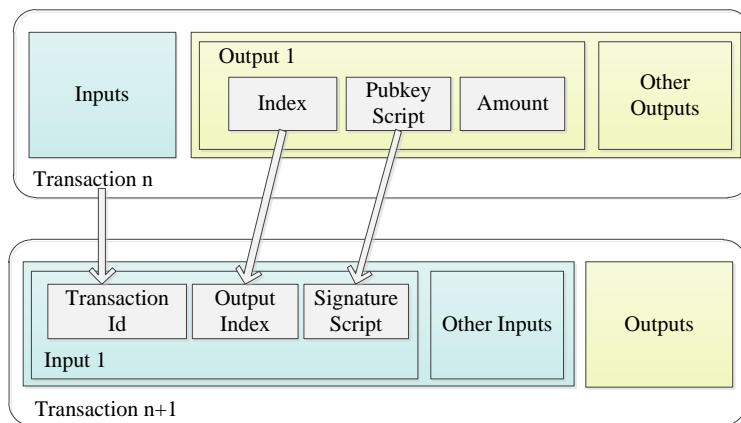 Output 1
Inputs
Index
Pubkey
Script
Amount
Other
Outputs
Transaction n
Transaction
Id
Output
Index
Signature
Script
Other Inputs
Outputs
Input 1
Transaction n+1